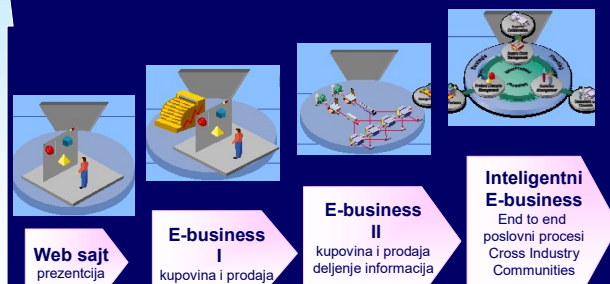 Web sajt
prezentcija
E-business
I
kupovina i prodaja
E-business
II
kupovina i prodaja
deljenje informacija
Inteligentni
E-business
End to end
poslovni procesi
Cross Industry
Communities